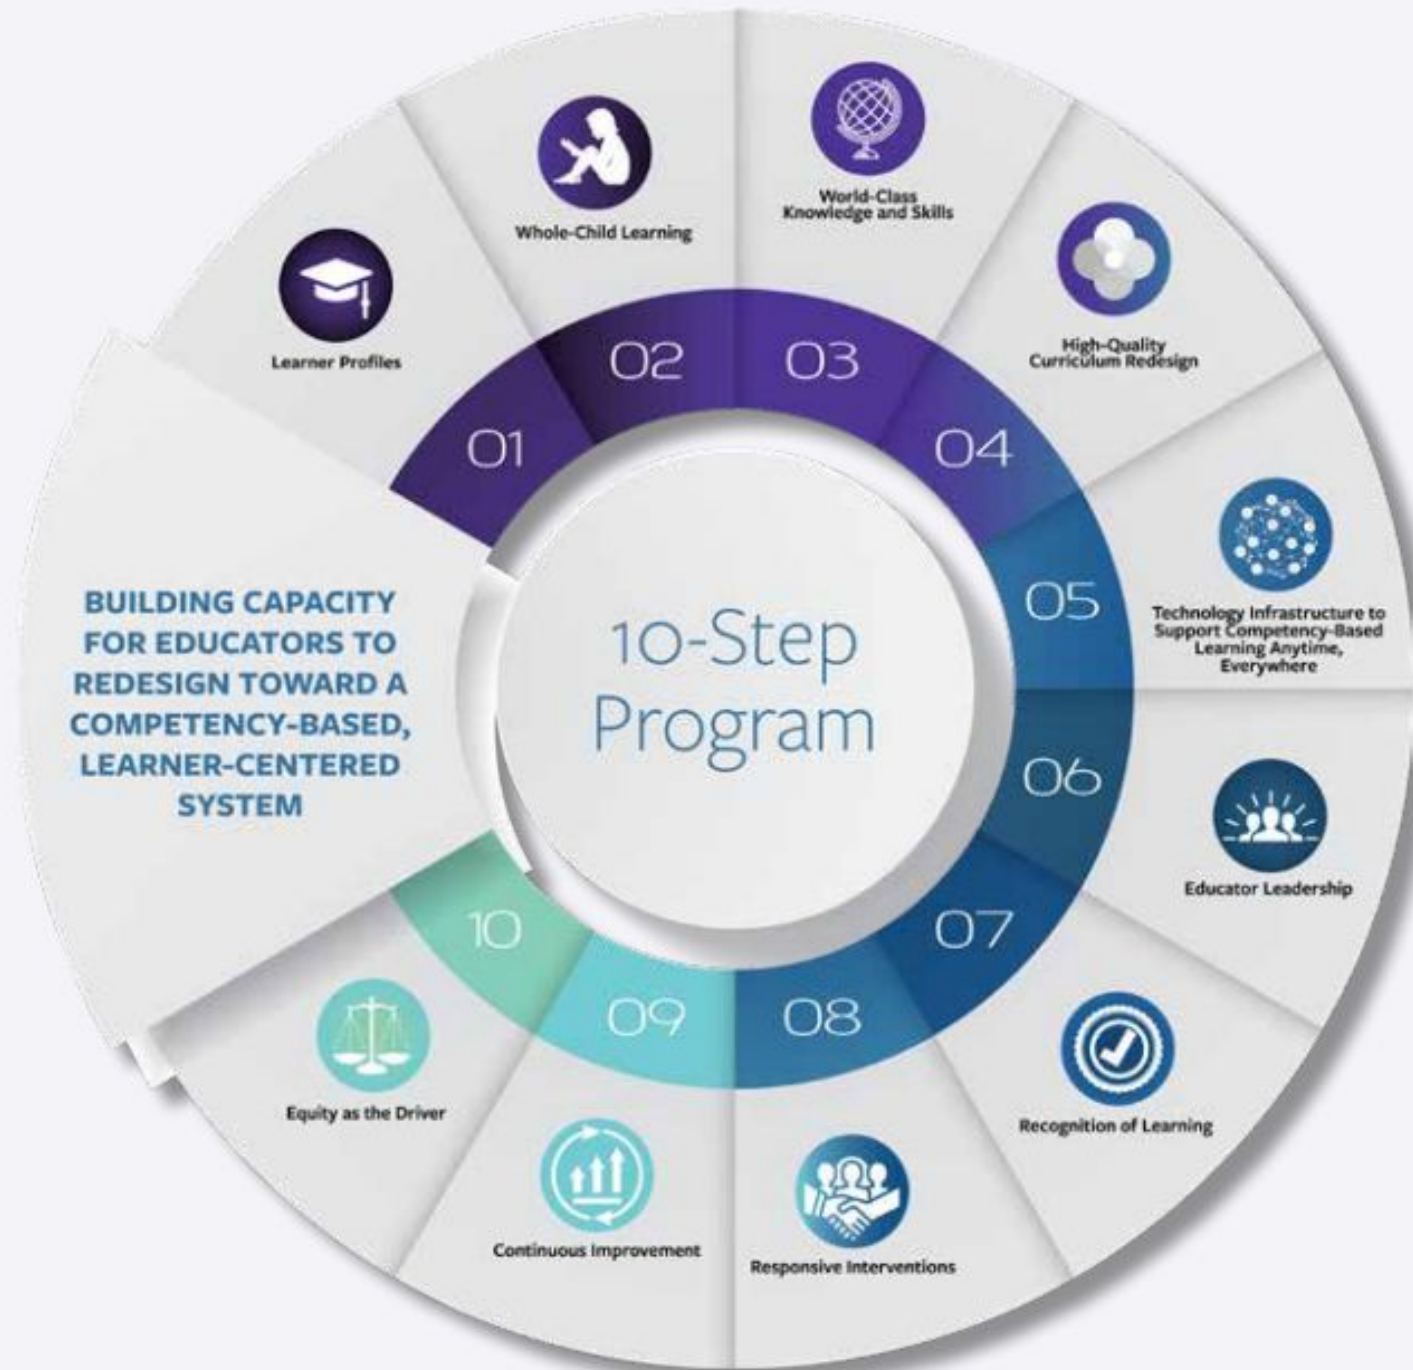 10-Step
Program
BUILDING CAPACITY
FOR EDUCATORS TO
REDESIGN TOWARD A
COMPETENCY-BASED,
LEARNER-CENTERED
SYSTEM
01
Learner Profiles
02
Whole-Child Learning
03
World-Class
Knowledge and Skills
04
High-Quality
Curriculum Redesign
05
Technology Infrastructure to
Support Competency-Based
Learning Anytime,
Everywhere
06
Educator Leadership
07
Recognition of Learning
08
Responsive Interventions
09
Continuous Improvement
10
Equity as the Driver